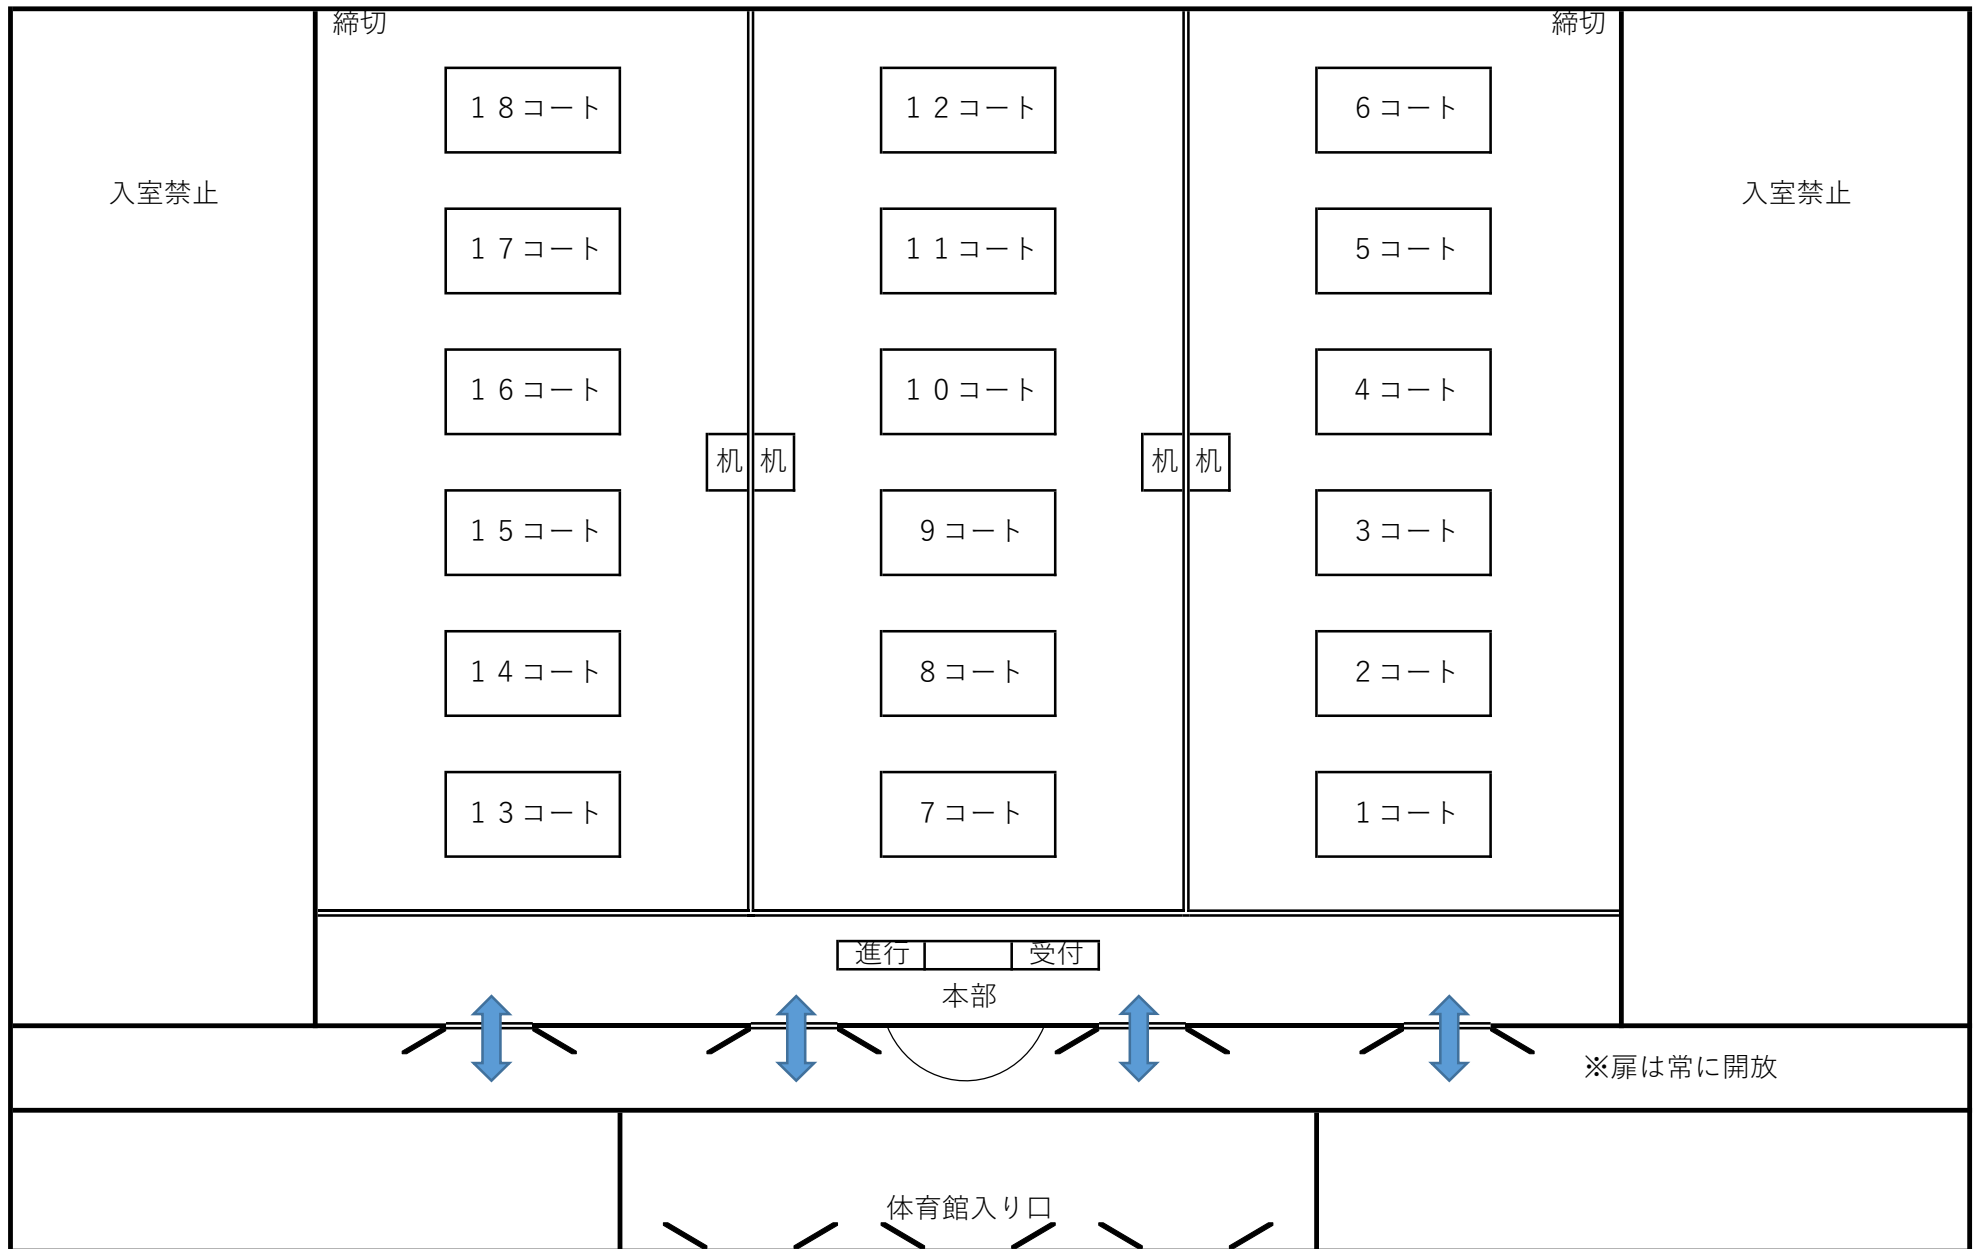 締切
締切
１８コート
１２コート
６コート
入室禁止
入室禁止
１７コート
１１コート
５コート
１６コート
１０コート
４コート
机
机
机
机
１５コート
９コート
３コート
１４コート
８コート
２コート
１３コート
７コート
１コート
進行
受付
本部
※扉は常に開放
体育館入り口